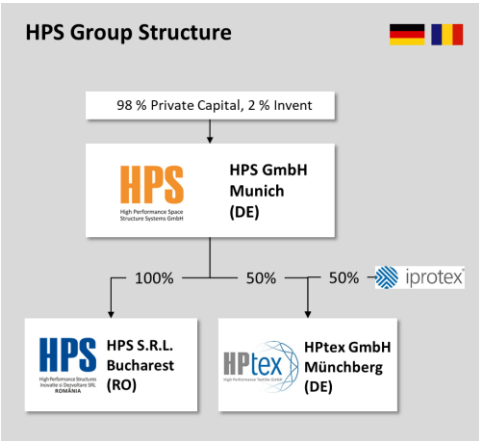 HPS Group Structure
98 % Private Capital, 2 % Invent
HPS
High Performance Space
Structure Systems GmbH
HPS GmbH
Munich
(DE)
100%
50%
50%
iprotex
HPS
High Performance Structures
Inovatie si Dezvoltare SRL
ROMÂNIA
HPS S.R.L.
Bucharest
(RO)
HPtex
High Performance Textiles GmbH
HPtex GmbH
Münchberg
(DE)